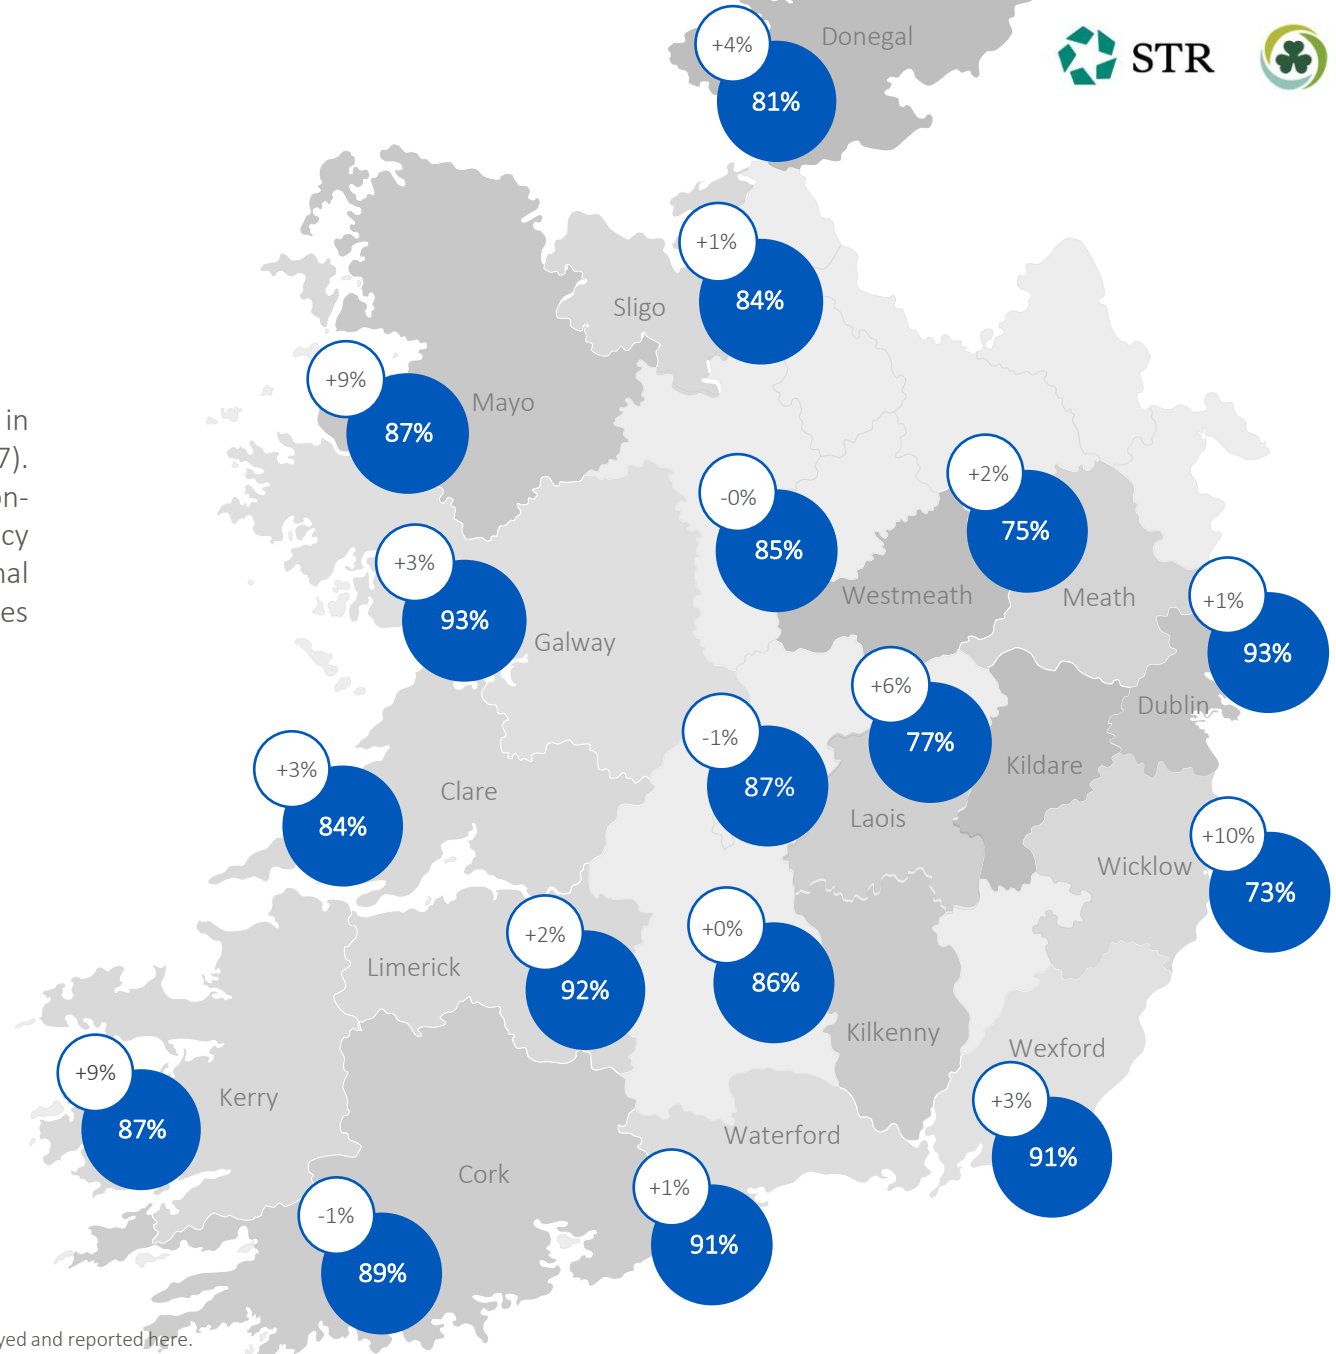 Donegal
+4%
81%
STR
+1%
84%
Sligo
+9%
87%
Mayo
in
7).
on-
cy
nal
es
+2%
75%
-0%
85%
+3%
93%
Galway
Westmeath
Meath
+1%
93%
Dublin
+6%
77%
-1%
87%
Kildare
Laois
+3%
84%
Clare
+10%
73%
Wicklow
+2%
92%
Limerick
+0%
86%
Kilkenny
Wexford
+3%
91%
+9%
87%
Kerry
Waterford
+1%
91%
Cork
-1%
89%
yed and reported here.